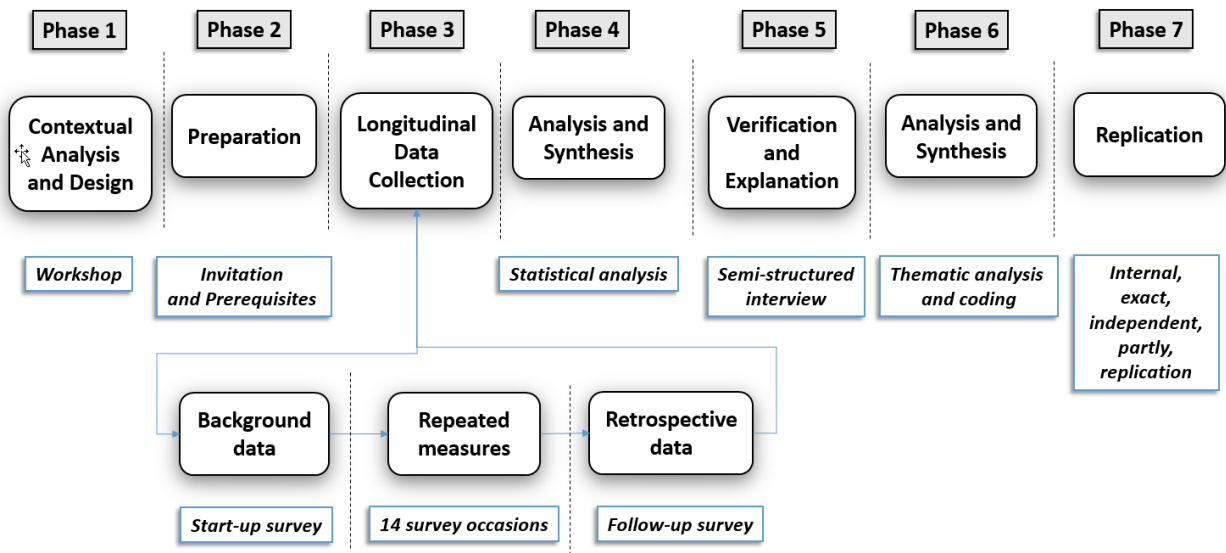 Phase 1
Phase 2
Phase 3
Phase 4
Phase 5
Phase 6
Phase 7
Contextual
Analysis
and Design
Preparation
Longitudinal
Data
Collection
Analysis and
Synthesis
Verification
and
Explanation
Analysis and
Synthesis
Replication
Workshop
Invitation
and Prerequisites
Statistical analysis
Semi-structured
interview
Thematic analysis
and coding
Internal,
exact,
independent,
partly,
replication
Background
data
Repeated
measures
Retrospective
data
Start-up survey
14 survey occasions
Follow-up survey